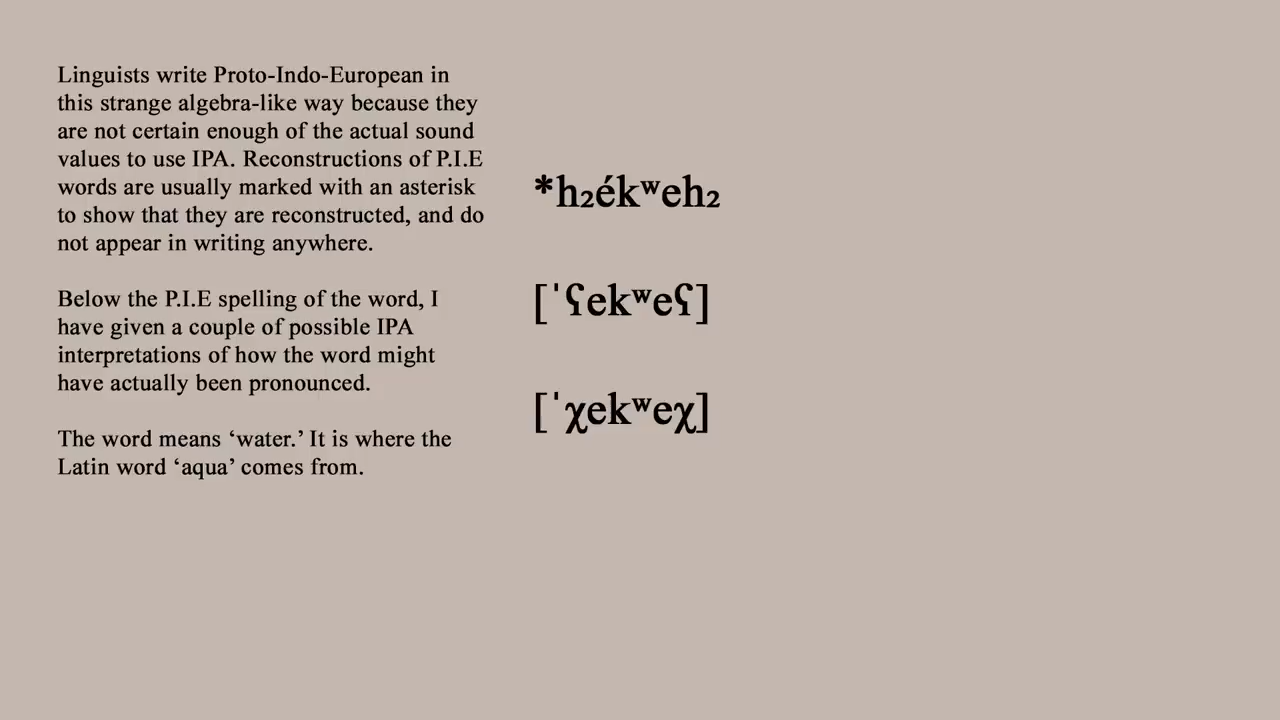 Linguists write Proto-Indo-European in
this strange algebra-like way because they
are not certain enough of the actual sound
values to use IPA. Reconstructions of P.I.E
words are usually marked with an asterisk
to show that they are reconstructed, and do
not appear in writing anywhere.
Below the P.I.E spelling of the word, I
have given a couple of possible IPA
interpretations of how the word might
have actually been pronounced.
The word means ‘water.’ It is where the
Latin word ‘aqua’ comes from.
*h₂ékʷeh₂
[ˈʕekʷeʕ]
[ˈχekʷeχ]